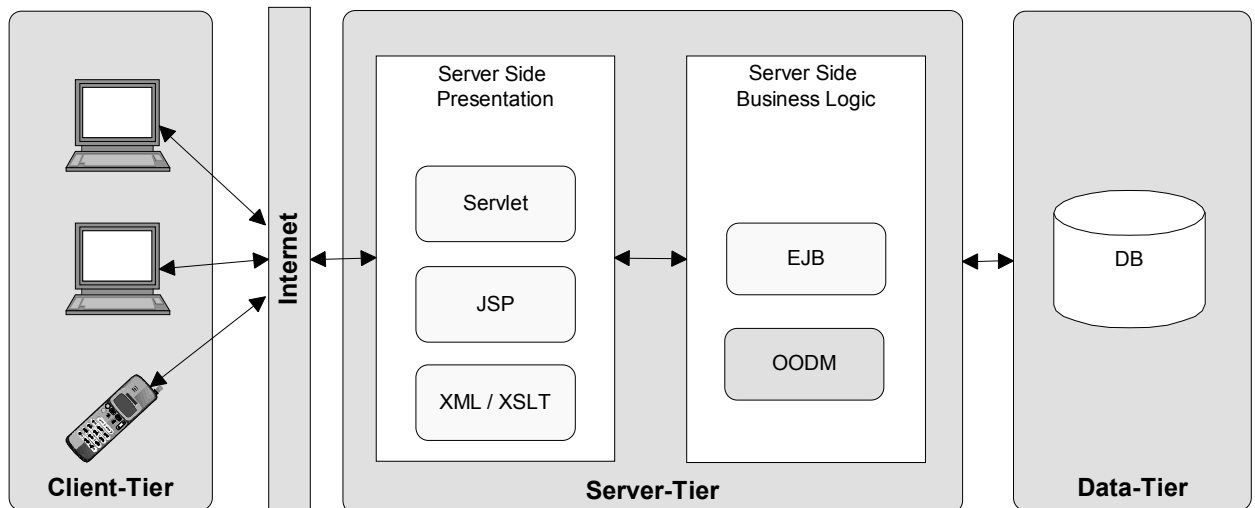 Server Side
Presentation
Server Side
Business Logic
Internet
Servlet
JSP
XML / XSLT
EJB
OODM
DB
Client-Tier
Server-Tier
Data-Tier